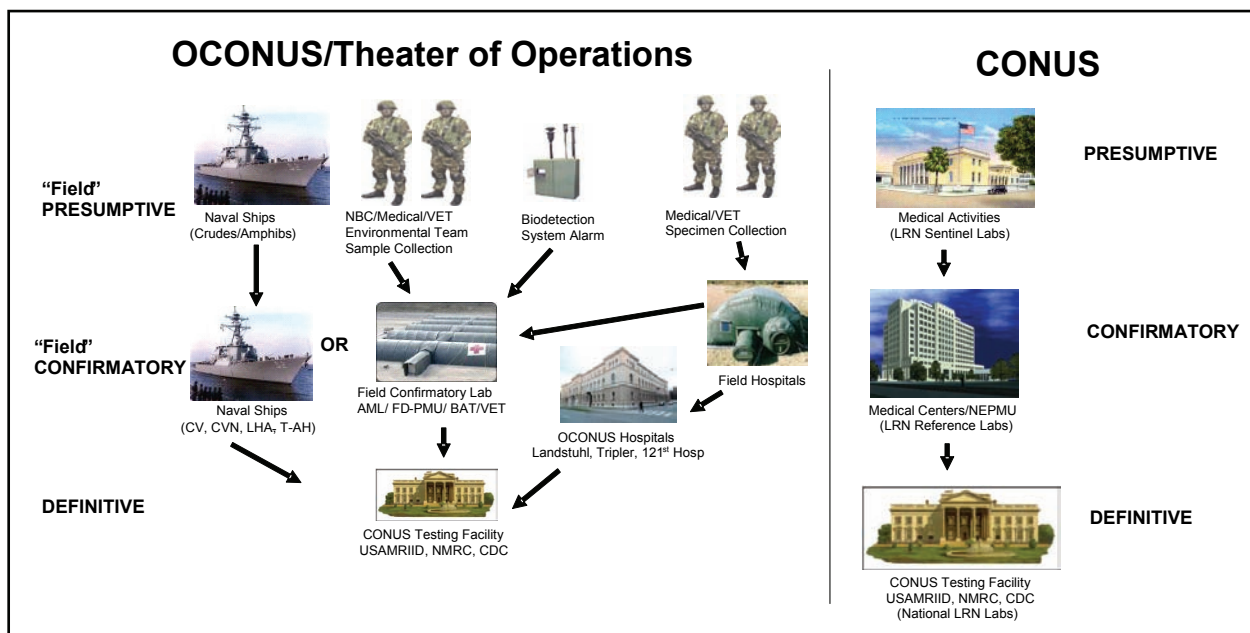 OCONUS/Theater of Operations
CONUS
“Field”
PRESUMPTIVE
Naval Ships
(Crudes/Amphibs)
NBC/Medical/VET
Environmental Team
Sample Collection
Biodetection
System Alarm
Medical/VET
Specimen Collection
Medical Activities
(LRN Sentinel Labs)
PRESUMPTIVE
“Field”
CONFIRMATORY
Naval Ships
(CV, CVN, LHA, T-AH)
OR
Field Confirmatory Lab
AML/ FD-PMU/ BAT/VET
OCONUS Hospitals
Landstuhl, Tripler, 121st Hosp
Field Hospitals
Medical Centers/NEPMU
(LRN Reference Labs)
CONFIRMATORY
DEFINITIVE
CONUS Testing Facility
USAMRIID, NMRC, CDC
CONUS Testing Facility
USAMRIID, NMRC, CDC
(National LRN Labs)
DEFINITIVE